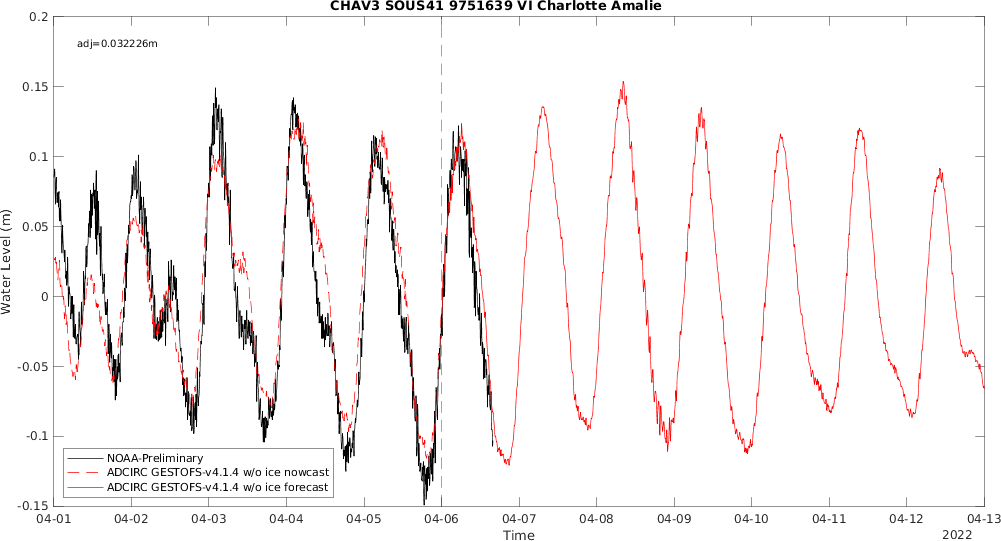 CHAV3 SOUS41 9751639 VI Charlotte Amalie
adj=0.032226m
Water Level (m)
0.2
0.15
0.1
0.05
0
-0.05
-0.1
-0.15
NOAA-Preliminary
ADCIRC GESTOFS-v4.1.4 w/o ice nowcast
ADCIRC GESTOFS-v4.1.4 w/o ice forecast
04-01 04-02 04-03 04-04 04-05 04-06 04-07 04-08 04-09 04-10 04-11 04-12 04-13
Time
2022